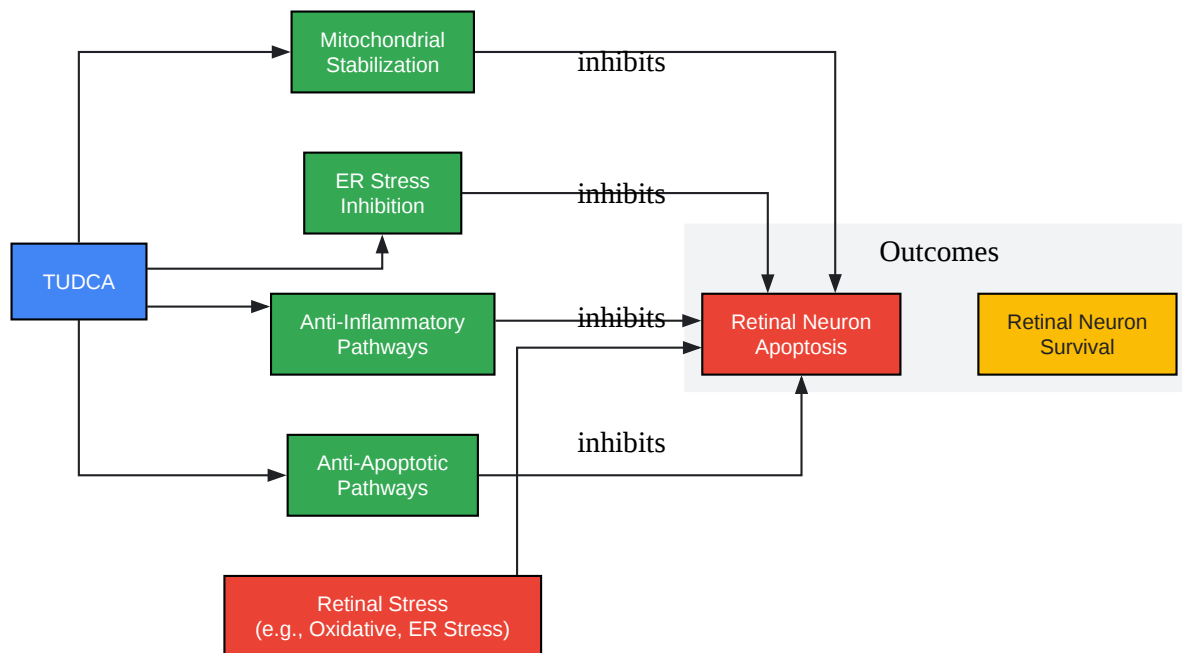 Mitochondrial
Stabilization
inhibits
ER Stress
Inhibition
inhibits
Outcomes
TUDCA
Anti-Inflammatory
Pathways
inhibits
Retinal Neuron
Apoptosis
Retinal Neuron
Survival
Anti-Apoptotic
Pathways
inhibits
Retinal Stress
(e.g., Oxidative, ER Stress)